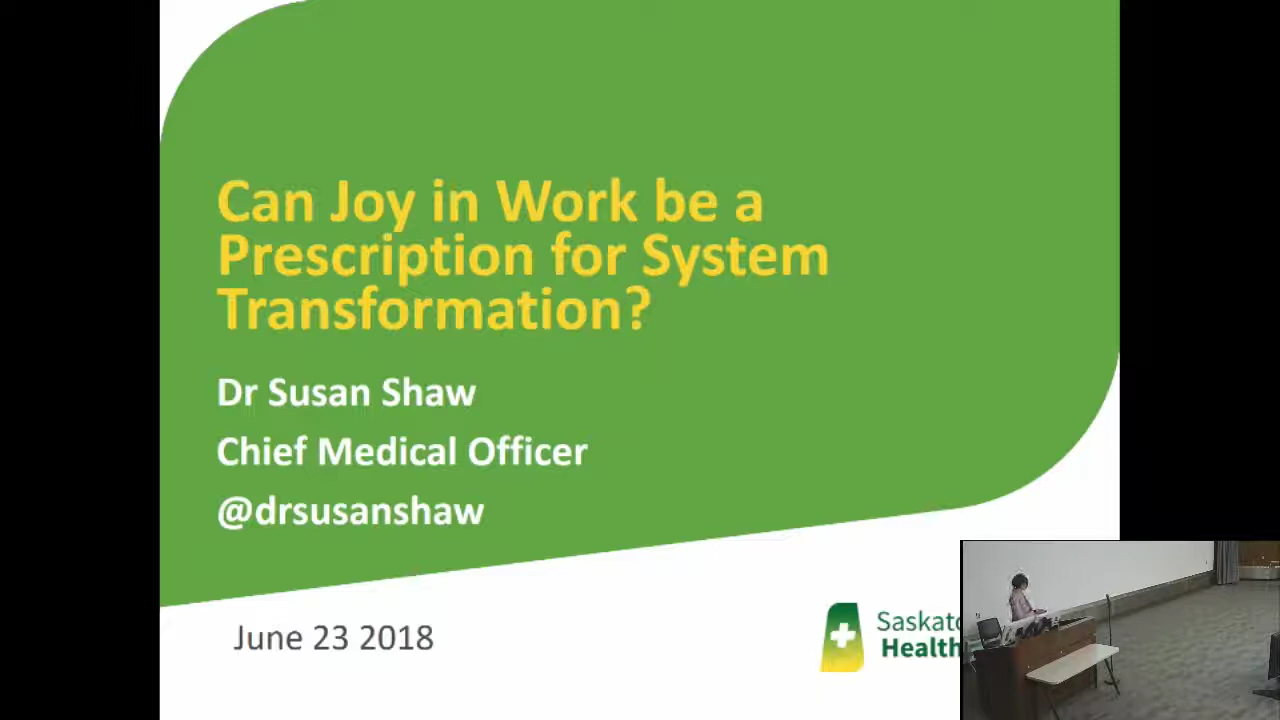 Can Joy in Work be a
Prescription for System
Transformation?
Dr Susan Shaw
Chief Medical Officer
@drsusanshaw
June 23 2018
Health